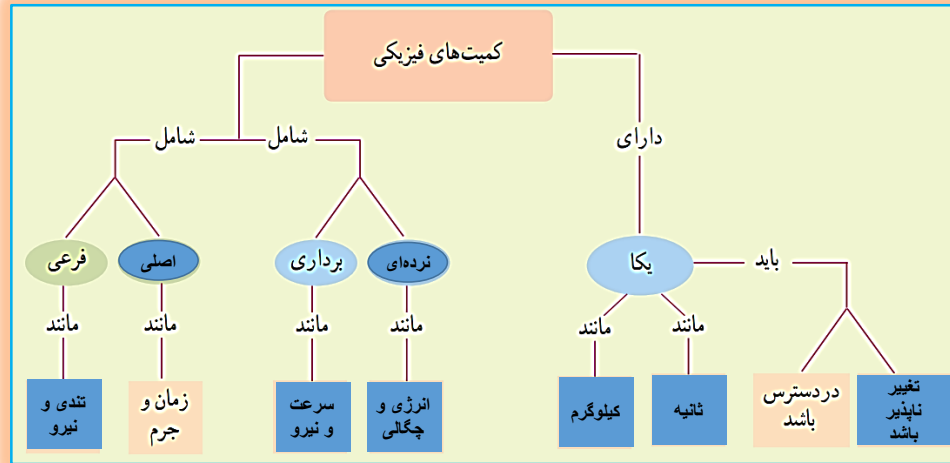 کمیت‌های فیزیکی
دارای
شامل
شامل
یکا
باید
نرده‌ای
برداری
اصلی
فرعی
مانند
مانند
مانند
مانند
مانند
مانند
تغییر
ناپذیر
باشد
دردسترس
باشد
ثانیه
کیلوگرم
انرژی و
چگالی
سرعت
و نیرو
زمان و
جرم
تندی و
نیرو